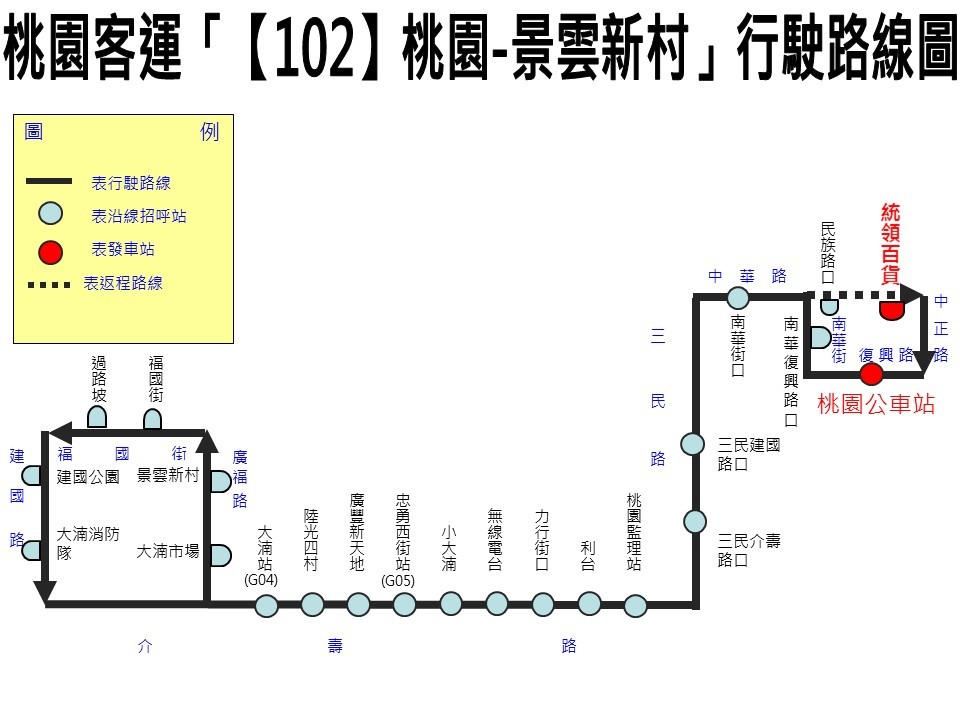 桃園客運「【102】桃園-景雲新村」行駛路線圖
圖 例
表行駛路線
表沿線招呼站
表發車站
表返程路線
統領百貨
民族路口
中華路
中正路
南華街口
南華復興路口
南華街
復興路
桃園公車站
三民路
三民建國
路口
三民介壽
路口
過路坡
福國街
福國街
建國路
建國公園
景雲新村
廣福路
大湳消防
隊
大湳市場
大湳站
(G04)
陸光四村
廣豐新天地
忠勇西街站
(G05)
小大湳
無線電台
力行街口
利台
桃園監理站
介壽路